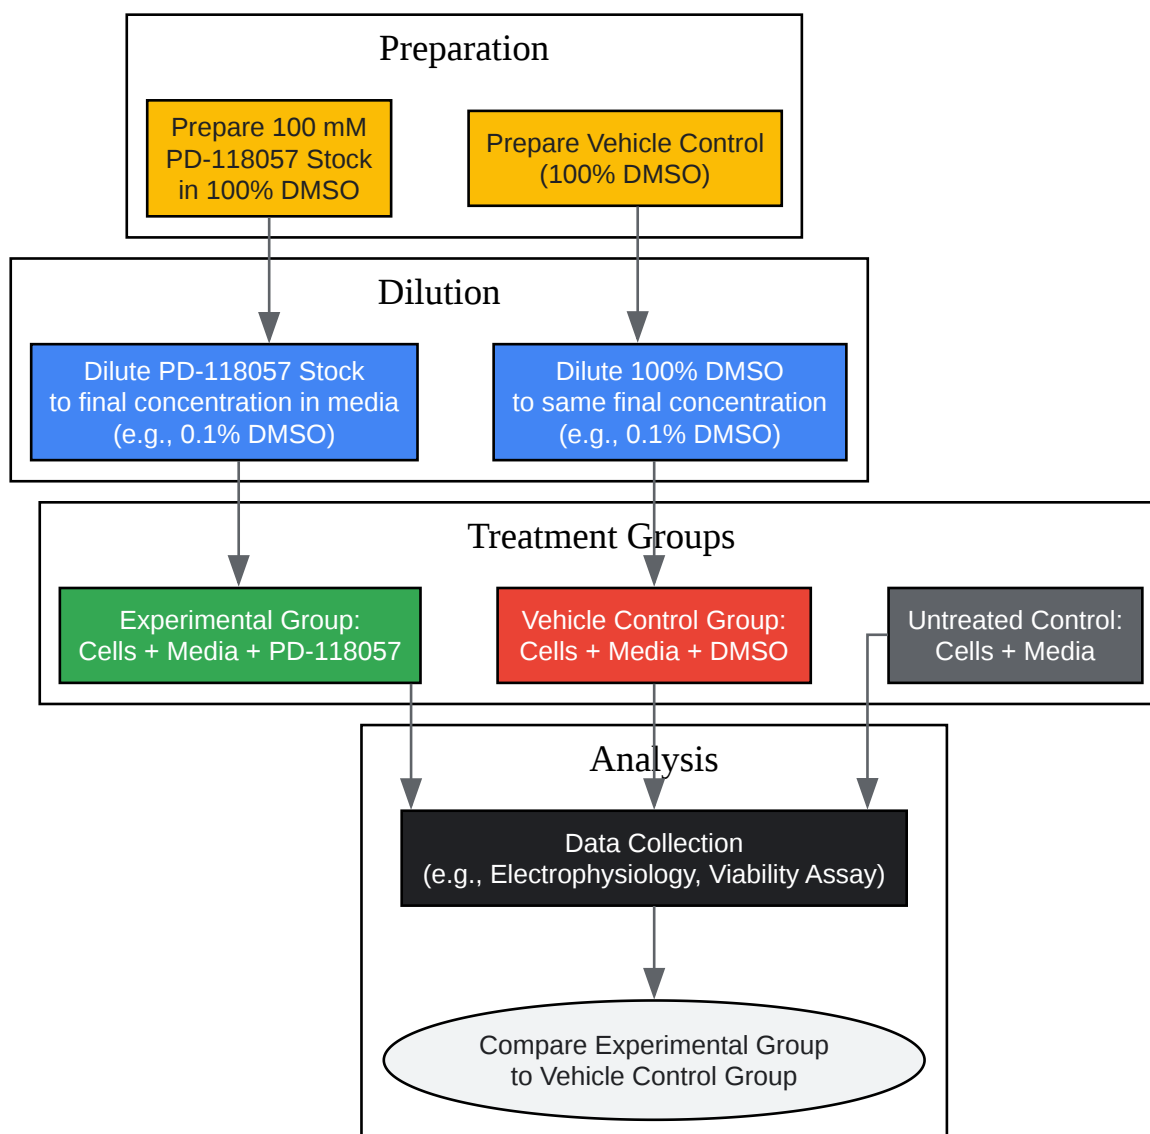 Preparation
Prepare 100 mM
PD-118057 Stock
in 100% DMSO
Prepare Vehicle Control
(100% DMSO)
Dilution
Dilute PD-118057 Stock
to final concentration in media
(e.g., 0.1% DMSO)
Dilute 100% DMSO
to same final concentration
(e.g., 0.1% DMSO)
Treatment Groups
Experimental Group:
Cells + Media + PD-118057
Vehicle Control Group:
Cells + Media + DMSO
Untreated Control:
Cells + Media
Analysis
Data Collection
(e.g., Electrophysiology, Viability Assay)
Compare Experimental Group
to Vehicle Control Group